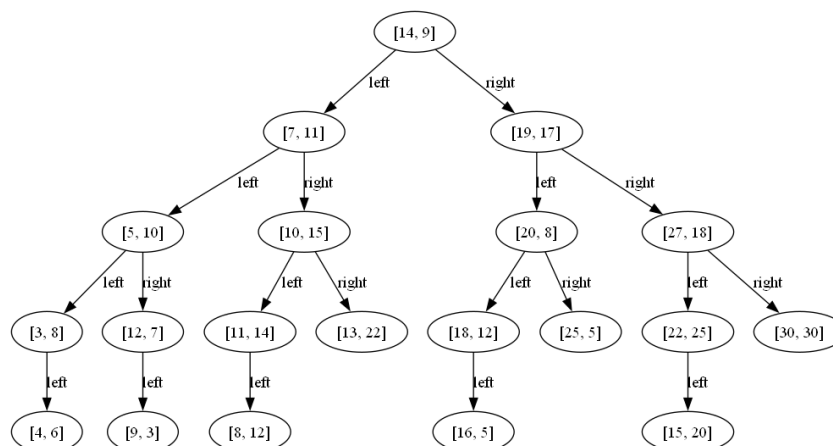 [14, 9]
left right
[7, 11] [19, 17]
left right left right
[5, 10] [10, 15] [20, 8] [27, 18]
left right left right left right left right
[3, 8] [12, 7] [11, 14] [13, 22] [18, 12] [25, 5] [22, 25] [30, 30]
left left left left left
[4, 6] [9, 3] [8, 12] [16, 5] [15, 20]